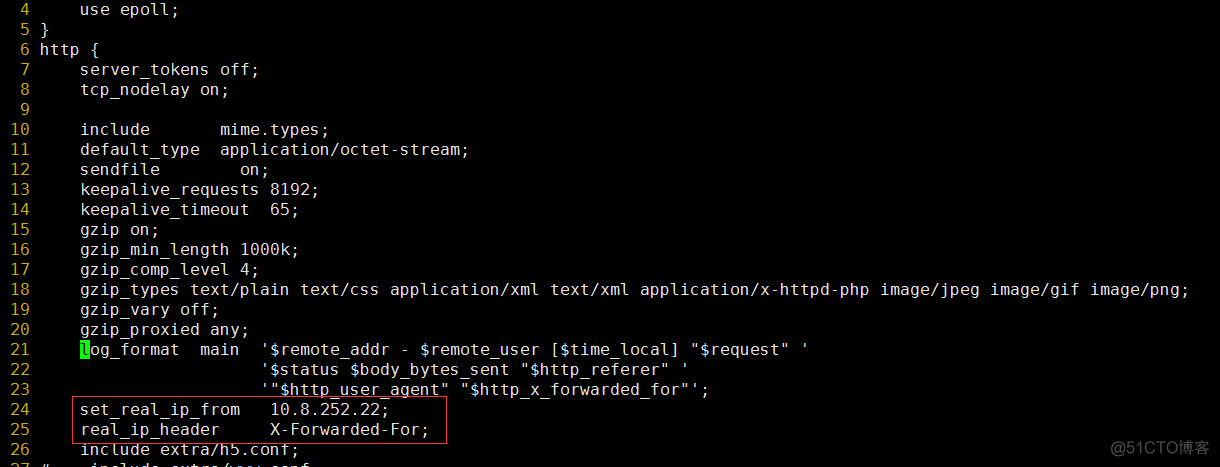 4     use epoll;
5 }
6 http {
7     server_tokens off;
8     tcp_nodelay on;
9
10     include       mime.types;
11     default_type  application/octet-stream;
12     sendfile        on;
13     keepalive_requests 8192;
14     keepalive_timeout  65;
15     gzip on;
16     gzip_min_length 1000k;
17     gzip_comp_level 4;
18     gzip_types text/plain text/css application/xml text/xml application/x-httpd-php image/jpeg image/gif image/png;
19     gzip_vary off;
20     gzip_proxied any;
21     log_format  main  '$remote_addr - $remote_user [$time_local] "$request" '
22                       '$status $body_bytes_sent "$http_referer" '
23                       '"$http_user_agent" "$http_x_forwarded_for"';
24     set_real_ip_from   10.8.252.22;
25     real_ip_header     X-Forwarded-For;
26     include extra/h5.conf;
@51CTO博客